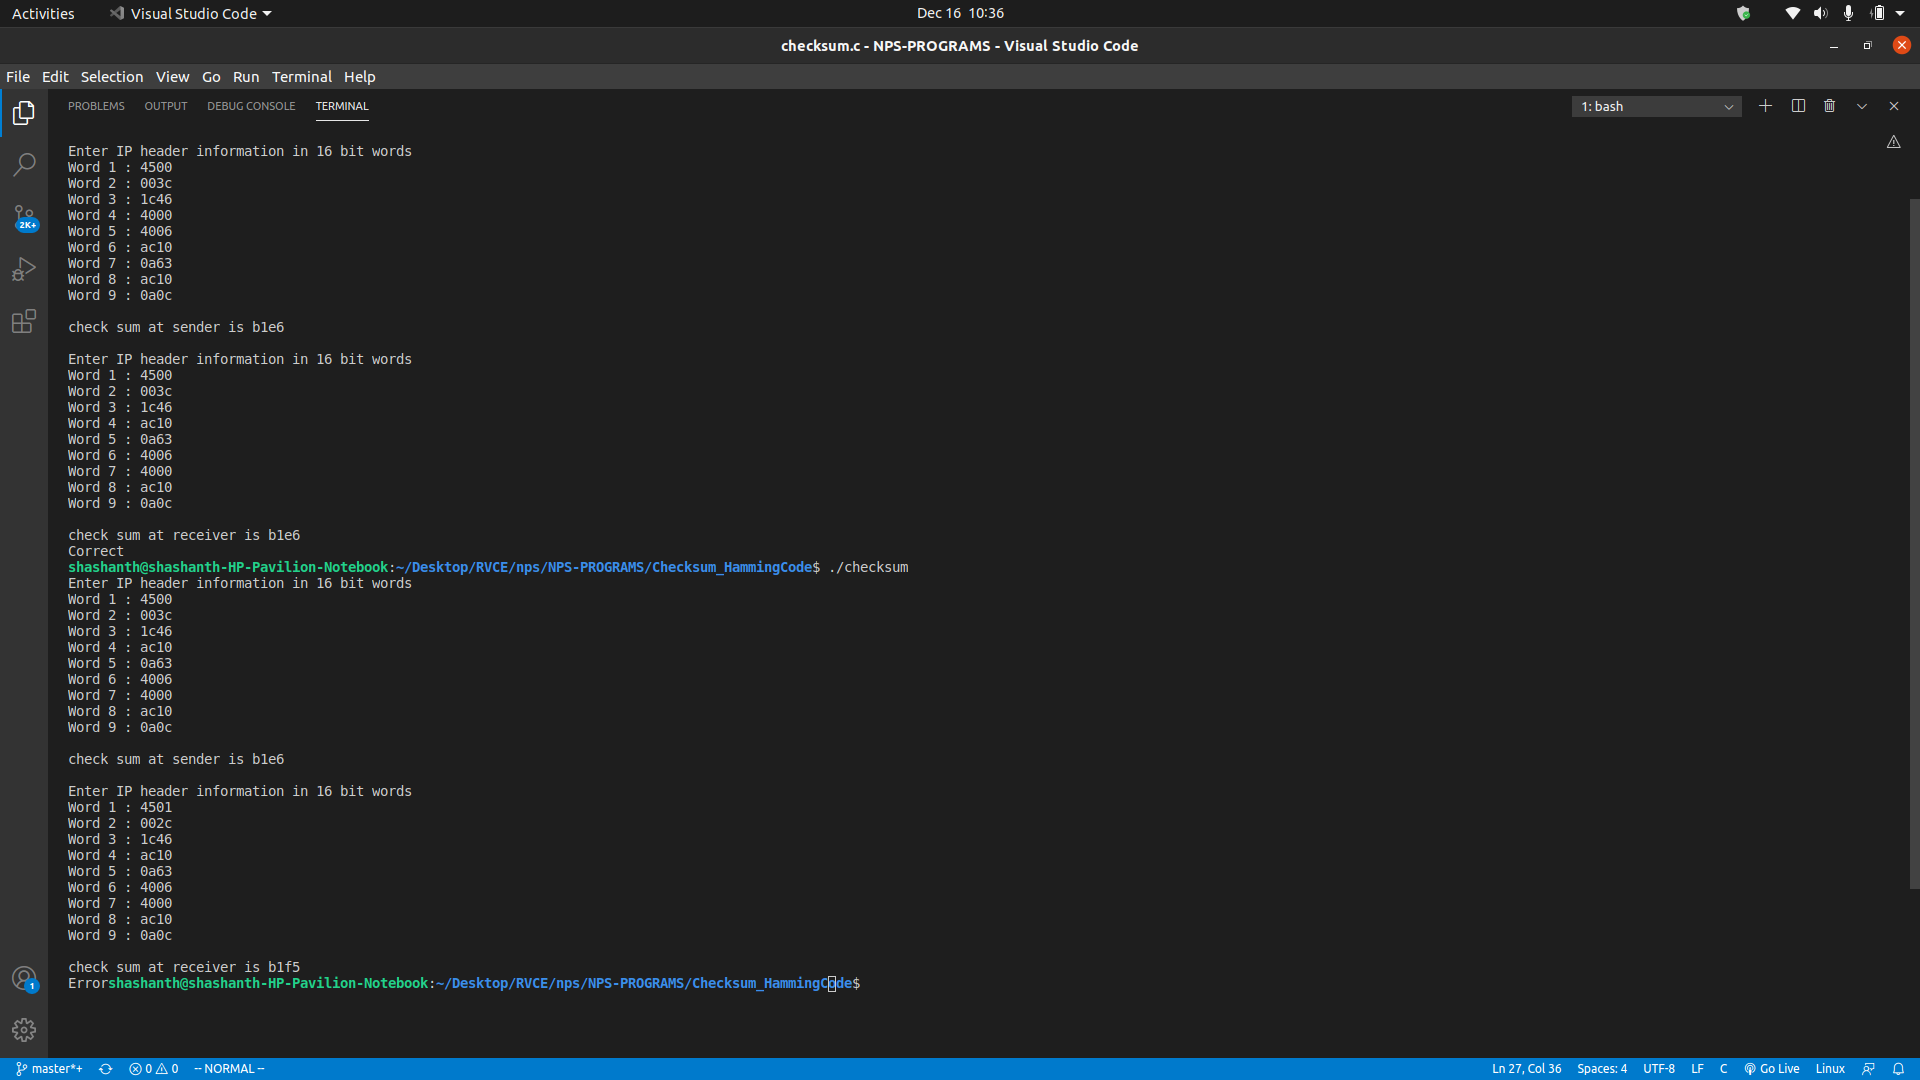 Activities Visual Studio Code Dec 16 10:36
checksum.c - NPS-PROGRAMS - Visual Studio Code
File Edit Selection View Go Run Terminal Help
PROBLEMS OUTPUT DEBUG CONSOLE TERMINAL 1: bash
Enter IP header information in 16 bit words
Word 1 : 4500
Word 2 : 003c
Word 3 : 1c46
Word 4 : 4000
Word 5 : 4006
Word 6 : ac10
Word 7 : 0a63
Word 8 : ac10
Word 9 : 0a0c
check sum at sender is b1e6
Enter IP header information in 16 bit words
Word 1 : 4500
Word 2 : 003c
Word 3 : 1c46
Word 4 : ac10
Word 5 : 0a63
Word 6 : 4006
Word 7 : 4000
Word 8 : ac10
Word 9 : 0a0c
check sum at receiver is b1e6
Correct
shashanth@shashanth-HP-Pavilion-Notebook:~/Desktop/RVCE/nps/NPS-PROGRAMS/Checksum_HammingCode$ ./checksum
Enter IP header information in 16 bit words
Word 1 : 4500
Word 2 : 003c
Word 3 : 1c46
Word 4 : ac10
Word 5 : 0a63
Word 6 : 4006
Word 7 : 4000
Word 8 : ac10
Word 9 : 0a0c
check sum at sender is b1e6
Enter IP header information in 16 bit words
Word 1 : 4501
Word 2 : 002c
Word 3 : 1c46
Word 4 : ac10
Word 5 : 0a63
Word 6 : 4006
Word 7 : 4000
Word 8 : ac10
Word 9 : 0a0c
check sum at receiver is b1f5
Errorshashanth@shashanth-HP-Pavilion-Notebook:~/Desktop/RVCE/nps/NPS-PROGRAMS/Checksum_HammingCode$
2K+
1
master*+ 0 0 -- NORMAL -- Ln 27, Col 36 Spaces: 4 UTF-8 LF C Go Live Linux